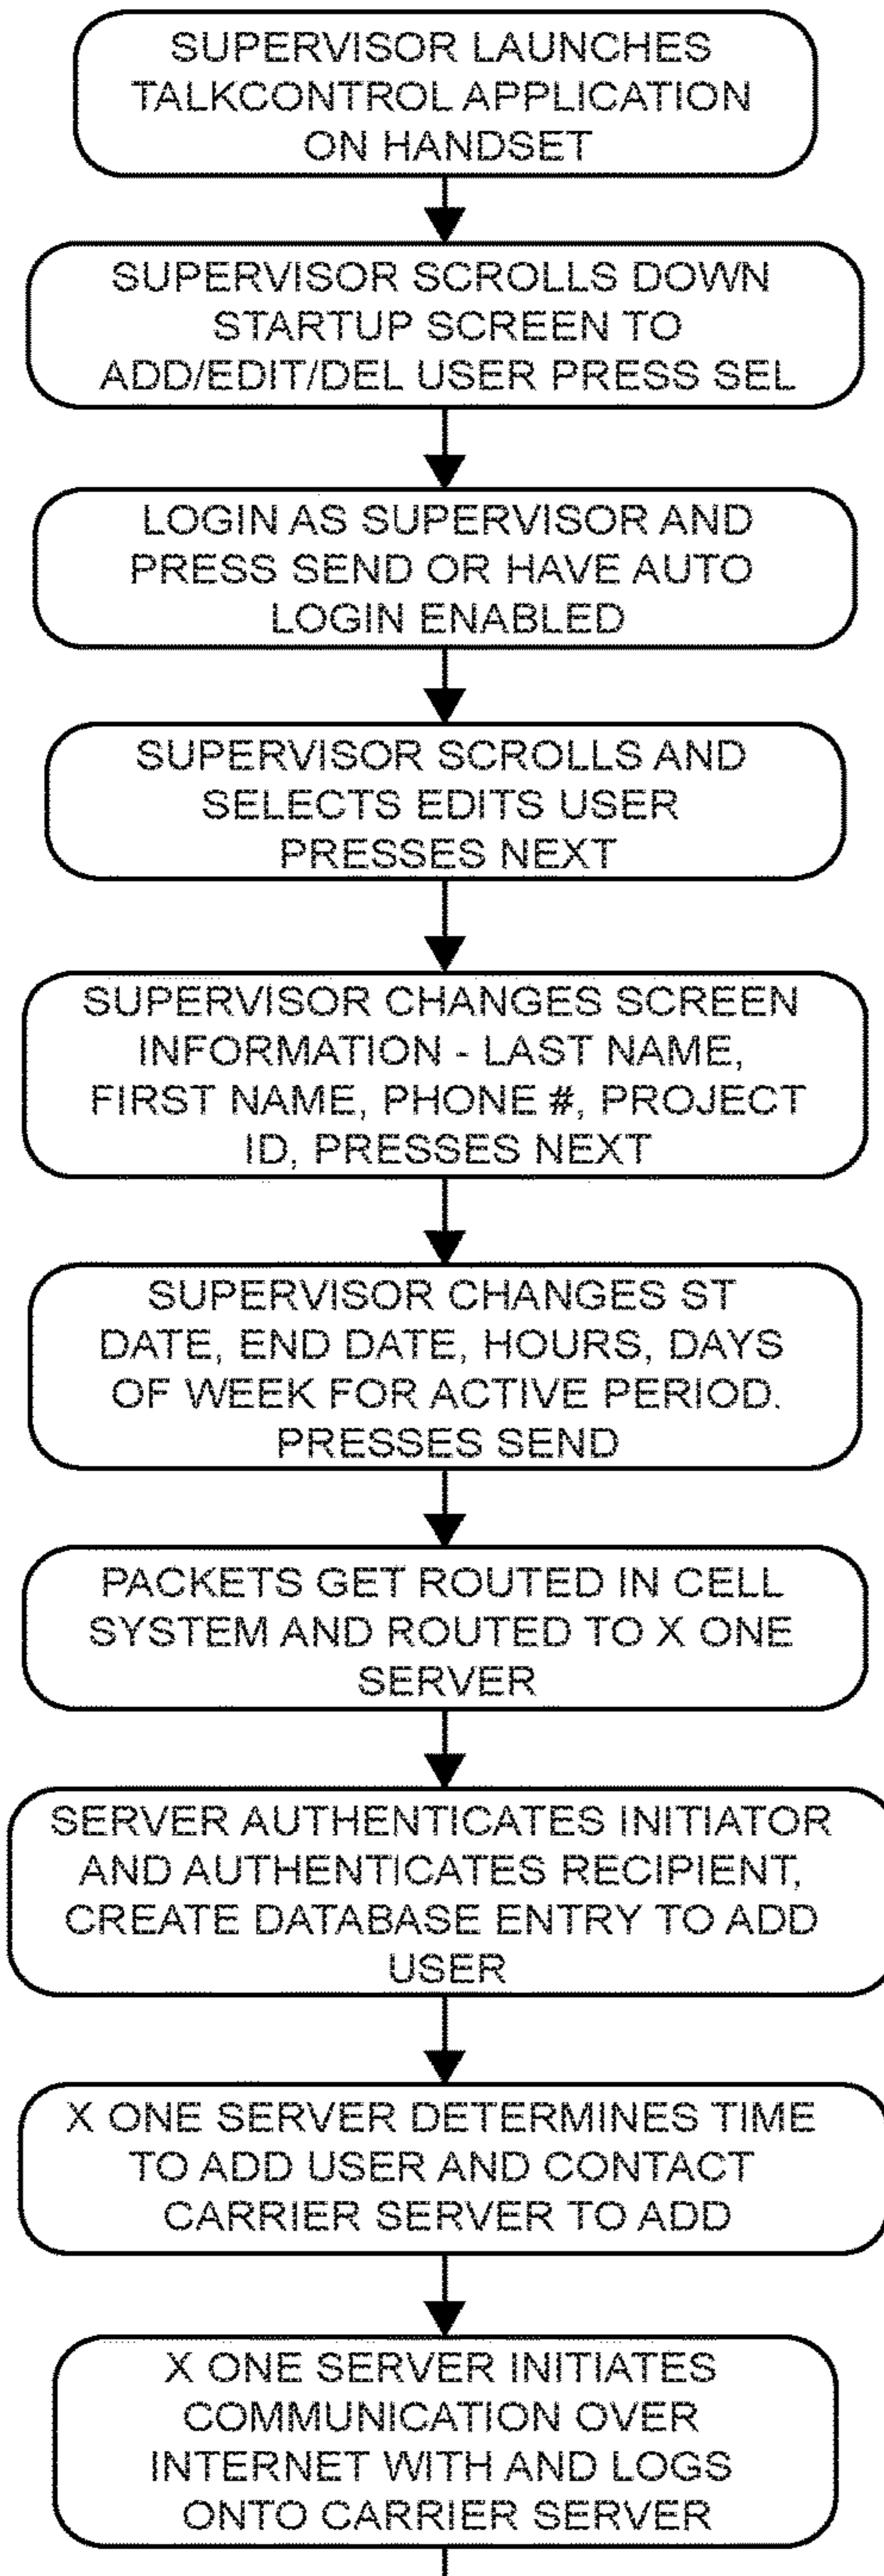 SUPERVISOR LAUNCHES
TALKCONTROL APPLICATION
ON HANDSET
SUPERVISOR SCROLLS DOWN
STARTUP SCREEN TO
ADD/EDIT/DEL USER PRESS SEL
LOGIN AS SUPERVISOR AND
PRESS SEND OR HAVE AUTO
LOGIN ENABLED
SUPERVISOR SCROLLS AND
SELECTS EDITS USER
PRESSES NEXT
SUPERVISOR CHANGES SCREEN
INFORMATION - LAST NAME,
FIRST NAME, PHONE #, PROJECT
ID, PRESSES NEXT
SUPERVISOR CHANGES ST
DATE, END DATE, HOURS, DAYS
OF WEEK FOR ACTIVE PERIOD.
PRESSES SEND
PACKETS GET ROUTED IN CELL
SYSTEM AND ROUTED TO X ONE
SERVER
SERVER AUTHENTICATES INITIATOR
AND AUTHENTICATES RECIPIENT,
CREATE DATABASE ENTRY TO ADD
USER
X ONE SERVER DETERMINES TIME
TO ADD USER AND CONTACT
CARRIER SERVER TO ADD
X ONE SERVER INITIATES
COMMUNICATION OVER
INTERNET WITH AND LOGS
ONTO CARRIER SERVER